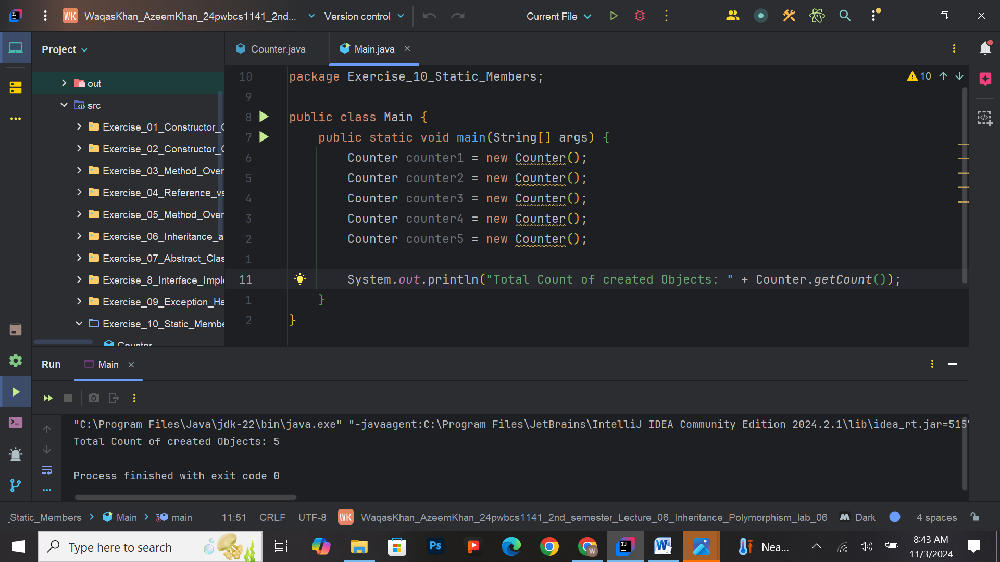 WK WaqasKhan_AzeemKhan_24pwbcs1141_2nd... Version control Current File
Project
Counter.java Main.java
out
src
Exercise_01_Constructor_C
Exercise_02_Constructor_C
Exercise_03_Method_Over
Exercise_04_Reference_vs
Exercise_05_Method_Over
Exercise_06_Inheritance_a
Exercise_07_Abstract_Clas
Exercise_8_Interface_Imple
Exercise_09_Exception_Ha
Exercise_10_Static_Membe
Counter
10 package Exercise_10_Static_Members; 10
9
8 public class Main {
7 public static void main(String[] args) {
6 Counter counter1 = new Counter();
5 Counter counter2 = new Counter();
4 Counter counter3 = new Counter();
3 Counter counter4 = new Counter();
2 Counter counter5 = new Counter();
1
11 System.out.println("Total Count of created Objects: " + Counter.getCount());
1 }
2 }
Run Main
"C:\Program Files\Java\jdk-22\bin\java.exe" "-javaagent:C:\Program Files\JetBrains\IntelliJ IDEA Community Edition 2024.2.1\lib\idea_rt.jar=515
Total Count of created Objects: 5
Process finished with exit code 0
_Static_Members > Main > main 11:51 CRLF UTF-8 WK WaqasKhan_AzeemKhan_24pwbcs1141_2nd_semester_Lecture_06_Inheritance_Polymorphism_lab_06 Dark 4 spaces
Type here to search Nea... 8:43 AM
11/3/2024